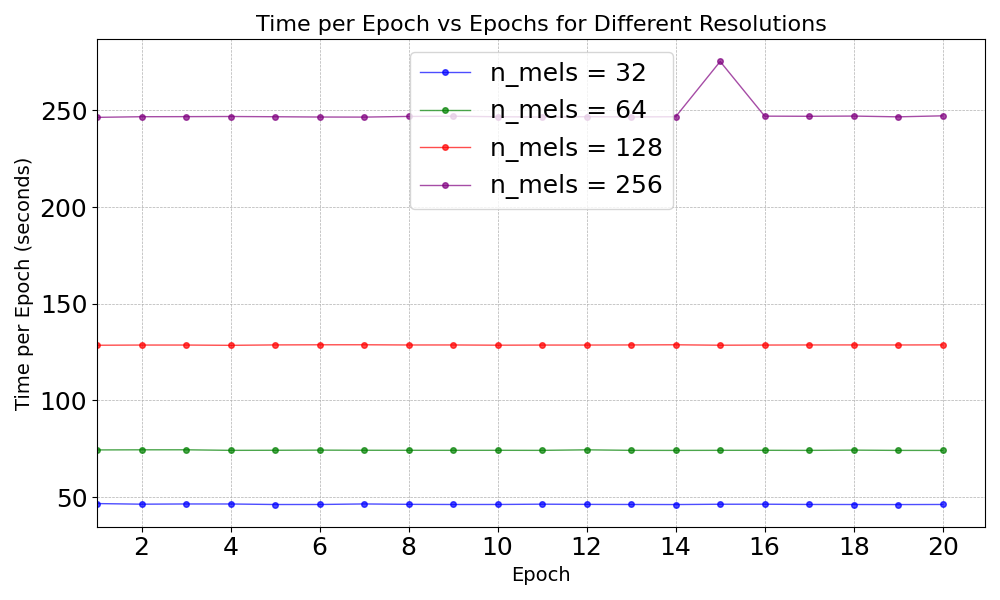 Time per Epoch vs Epochs for Different Resolutions
Time per Epoch (seconds)
250
200
150
100
50
n_mels = 32
n_mels = 64
n_mels = 128
n_mels = 256
2 4 6 8 10 12 14 16 18 20
Epoch